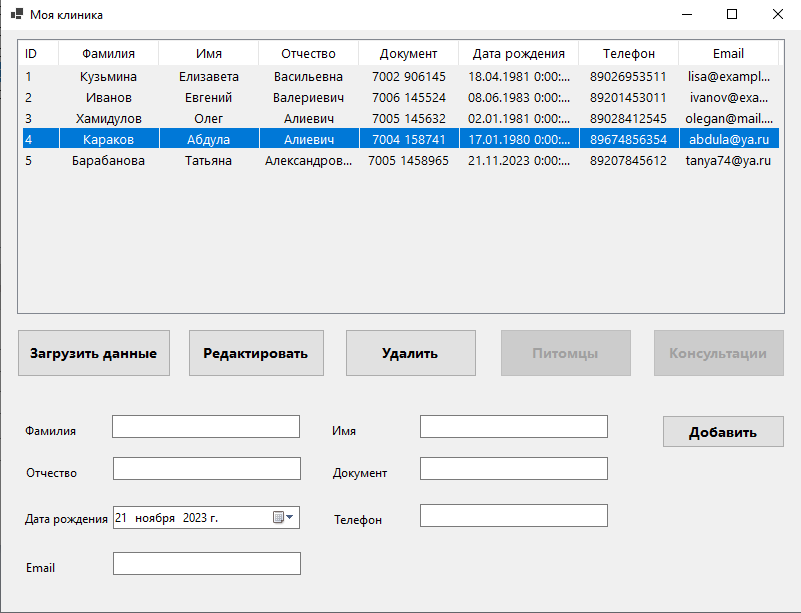 Моя клиника
ID Фамилия Имя Отчество Документ Дата рождения Телефон Email
1 Кузьмина Елизавета Васильевна 7002 906145 18.04.1981 0:00:... 89026953511 lisa@exampl...
2 Иванов Евгений Валериевич 7006 145524 08.06.1983 0:00:... 89201453011 ivanov@exa...
3 Хамидулов Олег Алиевич 7005 145632 02.01.1981 0:00:... 89028412545 olegan@mail....
4 Караков Абдула Алиевич 7004 158741 17.01.1980 0:00:... 89674856354 abdula@ya.ru
5 Барабанова Татьяна Александров... 7005 1458965 21.11.2023 0:00:... 89207845612 tanya74@ya.ru
Загрузить данные Редактировать Удалить Питомцы Консультации
Фамилия Имя Добавить
Отчество Документ
Дата рождения 21 ноября 2023 г. Телефон
Email